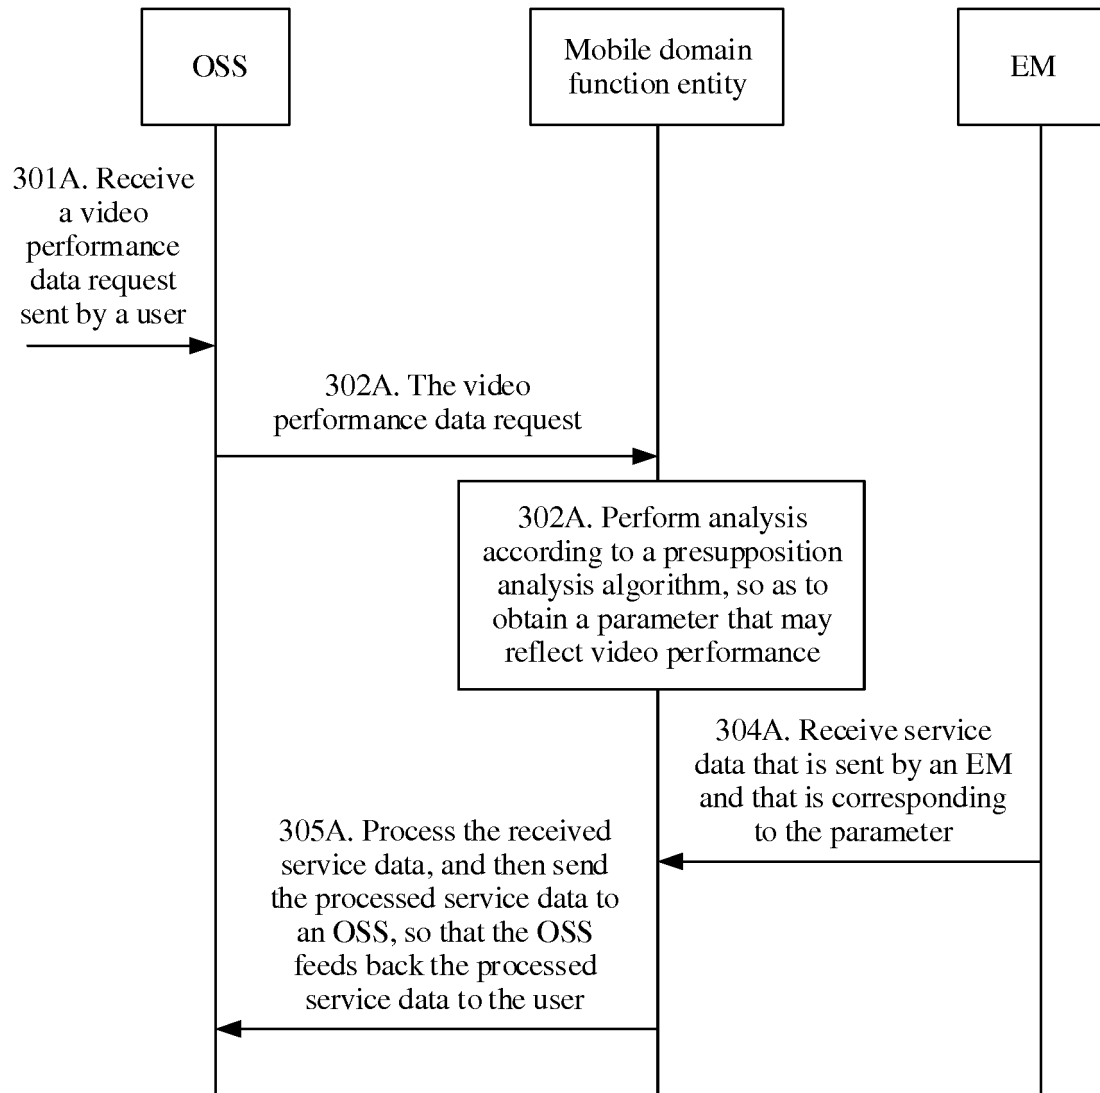 OSS
Mobile domain
function entity
EM
301A. Receive
a video
performance
data request
sent by a user
302A. The video
performance data request
302A. Perform analysis
according to a presupposition
analysis algorithm, so as to
obtain a parameter that may
reflect video performance
304A. Receive service
data that is sent by an EM
and that is corresponding
to the parameter
305A. Process the received
service data, and then send
the processed service data to
an OSS, so that the OSS
feeds back the processed
service data to the user